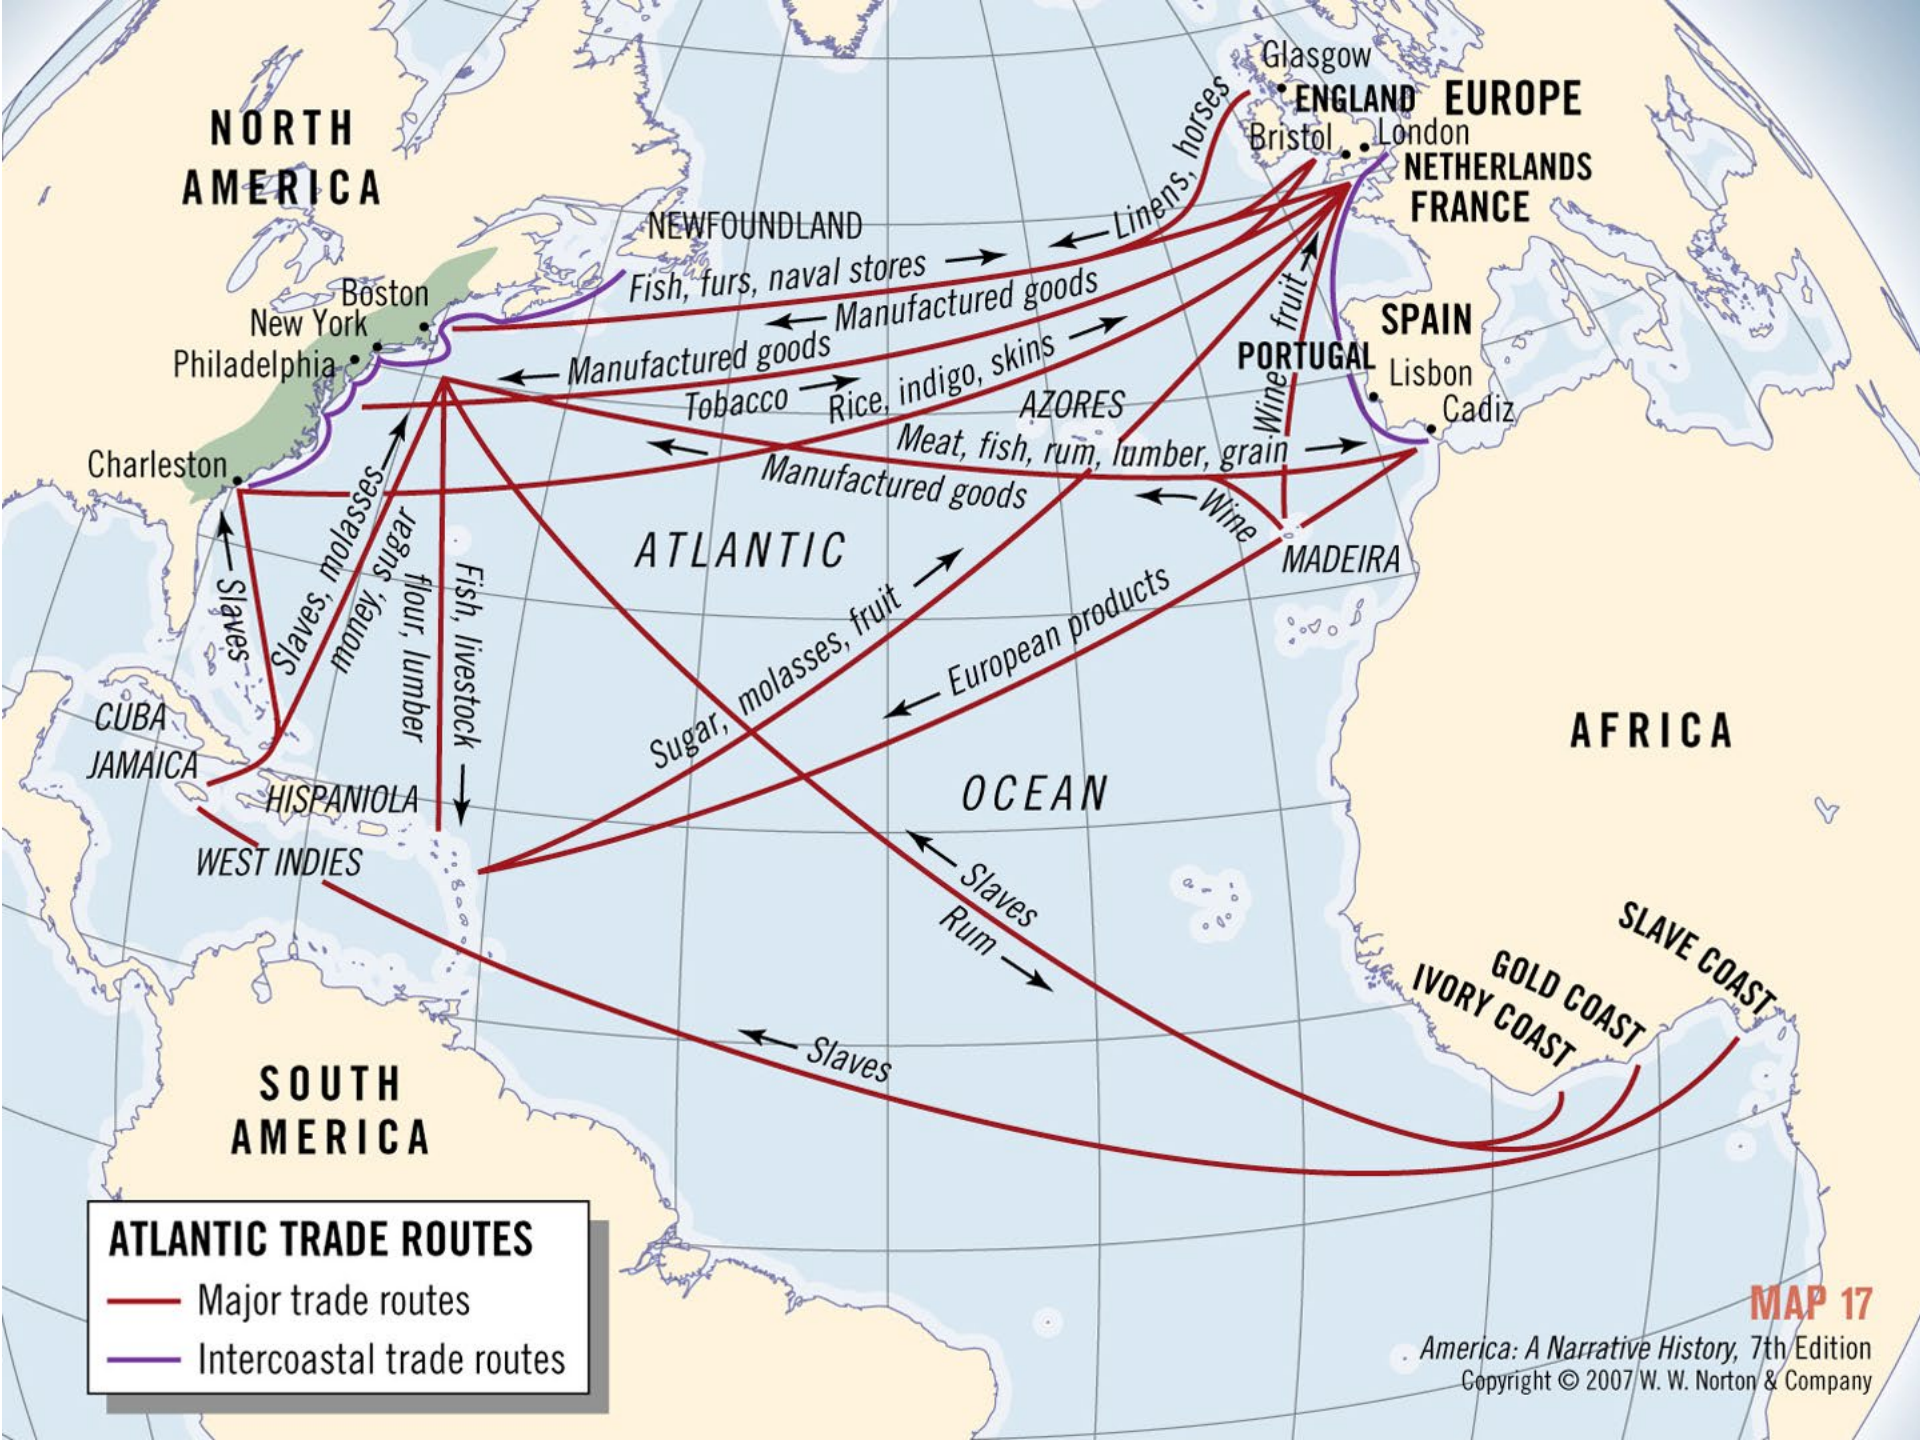 Glasgow
ENGLAND
EUROPE
Bristol
London
NETHERLANDS
FRANCE
NORTH
AMERICA
Linens, horses
NEWFOUNDLAND
Fish, furs, naval stores
Manufactured goods
Boston
New York
Philadelphia
Manufactured goods
Tobacco
Rice, indigo, skins
Wine
fruit
SPAIN
PORTUGAL
Lisbon
Cadiz
AZORES
Wine
Meat, fish, rum, lumber, grain
Manufactured goods
Charleston
Wine
MADEIRA
ATLANTIC
Slaves
Slaves, molasses
money, sugar
flour, lumber
Fish, livestock
Sugar, molasses, fruit
European products
CUBA
JAMAICA
HISPANIOLA
WEST INDIES
OCEAN
AFRICA
Slaves
Rum
SLAVE COAST
GOLD COAST
IVORY COAST
Slaves
SOUTH
AMERICA
ATLANTIC TRADE ROUTES
Major trade routes
Intercoastal trade routes
MAP 17
America: A Narrative History, 7th Edition
Copyright © 2007 W. W. Norton & Company